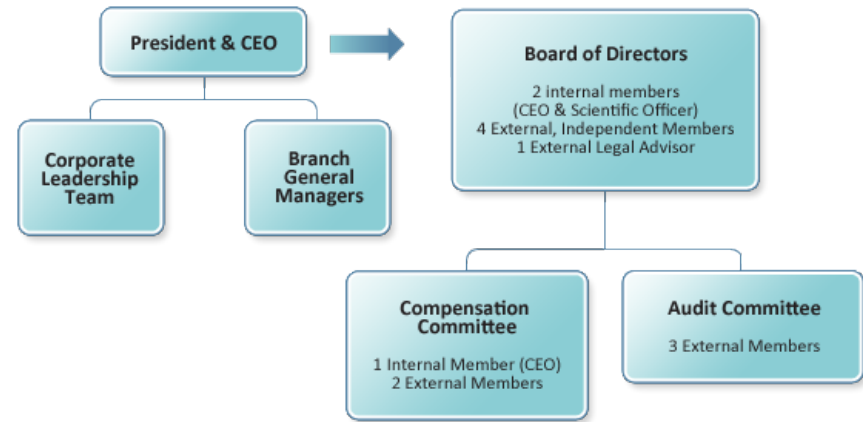 President & CEO
Board of Directors
2 internal members
(CEO & Scientific Officer)
4 External, Independent Members
1 External Legal Advisor
Corporate
Leadership
Team
Branch
General
Managers
Compensation
Committee
1 Internal Member (CEO)
2 External Members
Audit Committee
3 External Members